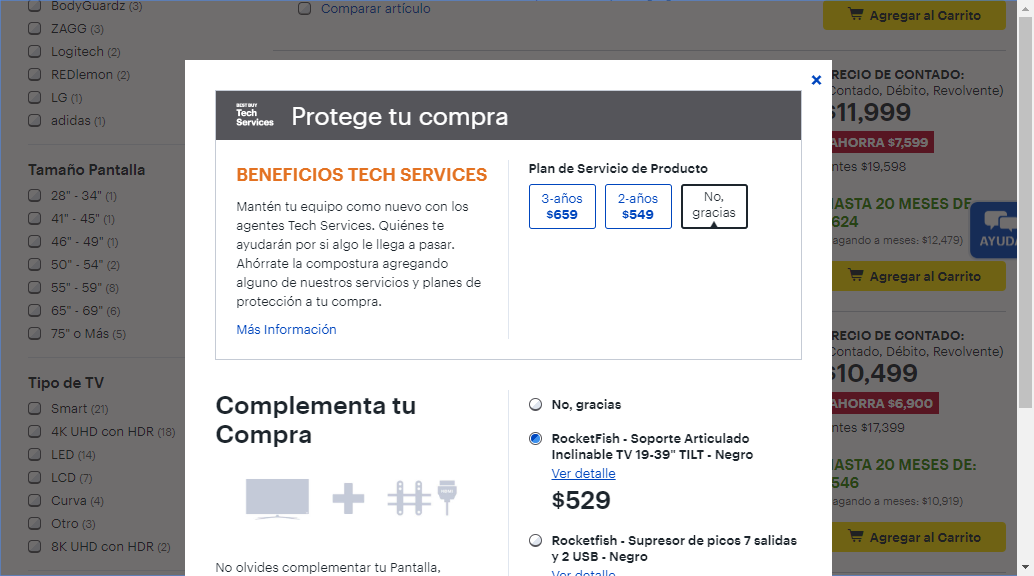 BodyGuardz (3)
ZAGG (3)
Logitech (2)
REDlemon (2)
LG (1)
adidas (1)
Tamaño Pantalla
28" - 34" (1)
41" - 45" (1)
46" - 49" (1)
50" - 54" (2)
55" - 59" (8)
65" - 69" (6)
75" o Más (5)
Tipo de TV
Smart (21)
4K UHD con HDR (18)
LED (14)
LCD (7)
Curva (4)
Otro (3)
8K UHD con HDR (2)
Comparar artículo
BEST BUY
Tech
Services
Protege tu compra
BENEFICIOS TECH SERVICES
Mantén tu equipo como nuevo con los
agentes Tech Services. Quiénes te
ayudarán por si algo le llega a pasar.
Ahórrate la compostura agregando
alguno de nuestros servicios y planes de
protección a tu compra.
Más Información
Plan de Servicio de Producto
3-años
$659
2-años
$549
No,
gracias
Complementa tu
Compra
No olvides complementar tu Pantalla,
No, gracias
RocketFish - Soporte Articulado
Inclinable TV 19-39" TILT - Negro
Ver detalle
$529
Rocketfish - Supresor de picos 7 salidas
y 2 USB - Negro
Ver detalle
Agregar al Carrito
RECIO DE CONTADO:
Contado, Débito, Revolvente)
$11,999
AHORRA $7,599
ntes $19,598
HASTA 20 MESES DE
624
agando a meses: $12,479)
AYUDA
Agregar al Carrito
RECIO DE CONTADO:
Contado, Débito, Revolvente)
$10,499
AHORRA $6,900
ntes $17,399
ASTA 20 MESES DE:
546
agando a meses: $10,919)
Agregar al Carrito